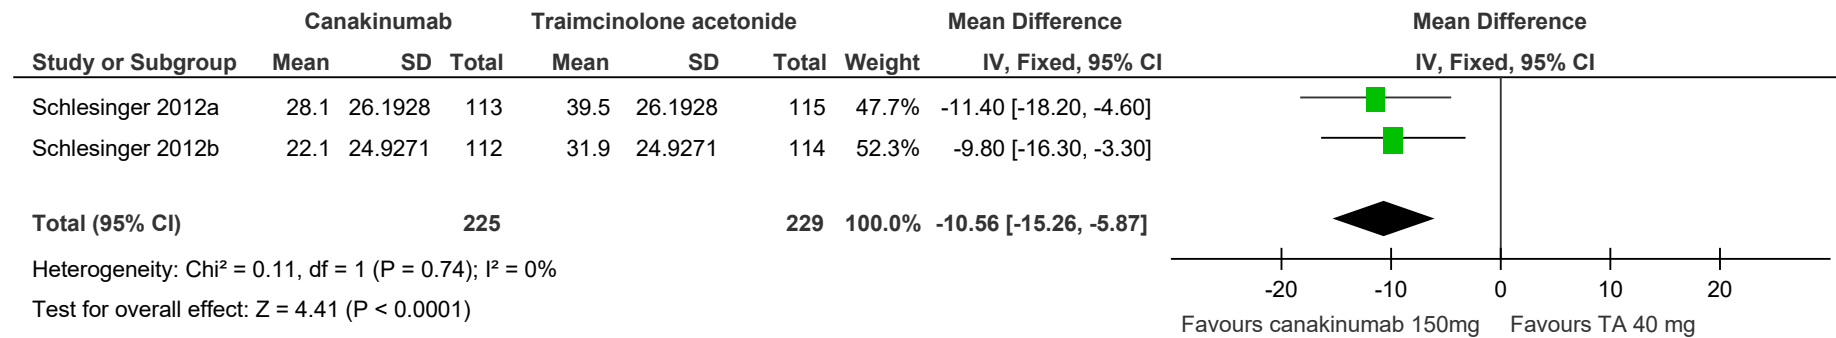 Canakinumab Traimcinolone acetonide Mean Difference Mean Difference
Study or Subgroup Mean SD Total Mean SD Total Weight IV, Fixed, 95% CI IV, Fixed, 95% CI
Schlesinger 2012a 28.1 26.1928 113 39.5 26.1928 115 47.7% -11.40 [-18.20, -4.60]
Schlesinger 2012b 22.1 24.9271 112 31.9 24.9271 114 52.3% -9.80 [-16.30, -3.30]
Total (95% CI) 225 229 100.0% -10.56 [-15.26, -5.87]
Heterogeneity: Chi² = 0.11, df = 1 (P = 0.74); I² = 0%
Test for overall effect: Z = 4.41 (P < 0.0001)
-20 -10 0 10 20
Favours canakinumab 150mg Favours TA 40 mg